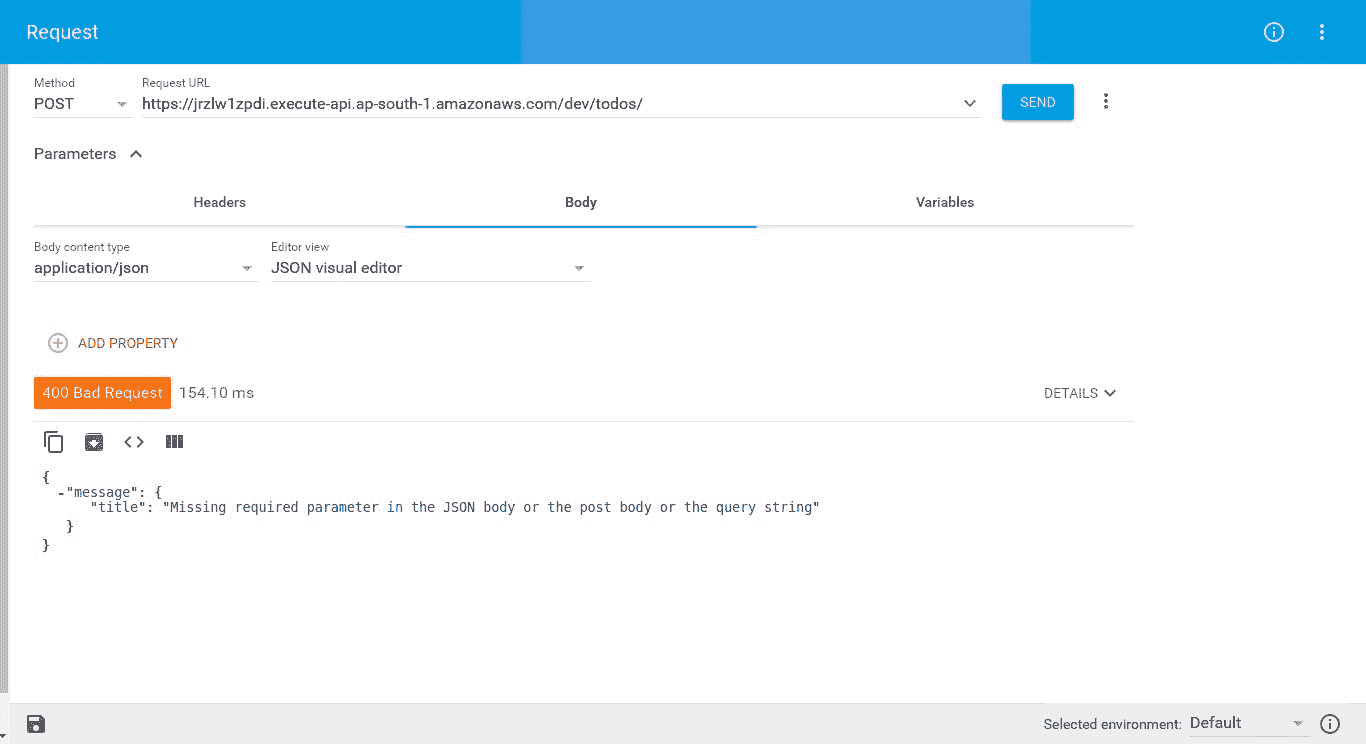 Request
Method
Request URL
POST
https://jrzlw1zpdi.execute-api.ap-south-1.amazonaws.com/dev/todos/
SEND
Parameters
Headers
Body
Variables
Body content type
Editor view
application/json
JSON visual editor
ADD PROPERTY
400 Bad Request
154.10 ms
DETAILS
{
-"message": {
"title": "Missing required parameter in the JSON body or the post body or the query string"
}
}
Selected environment:
Default